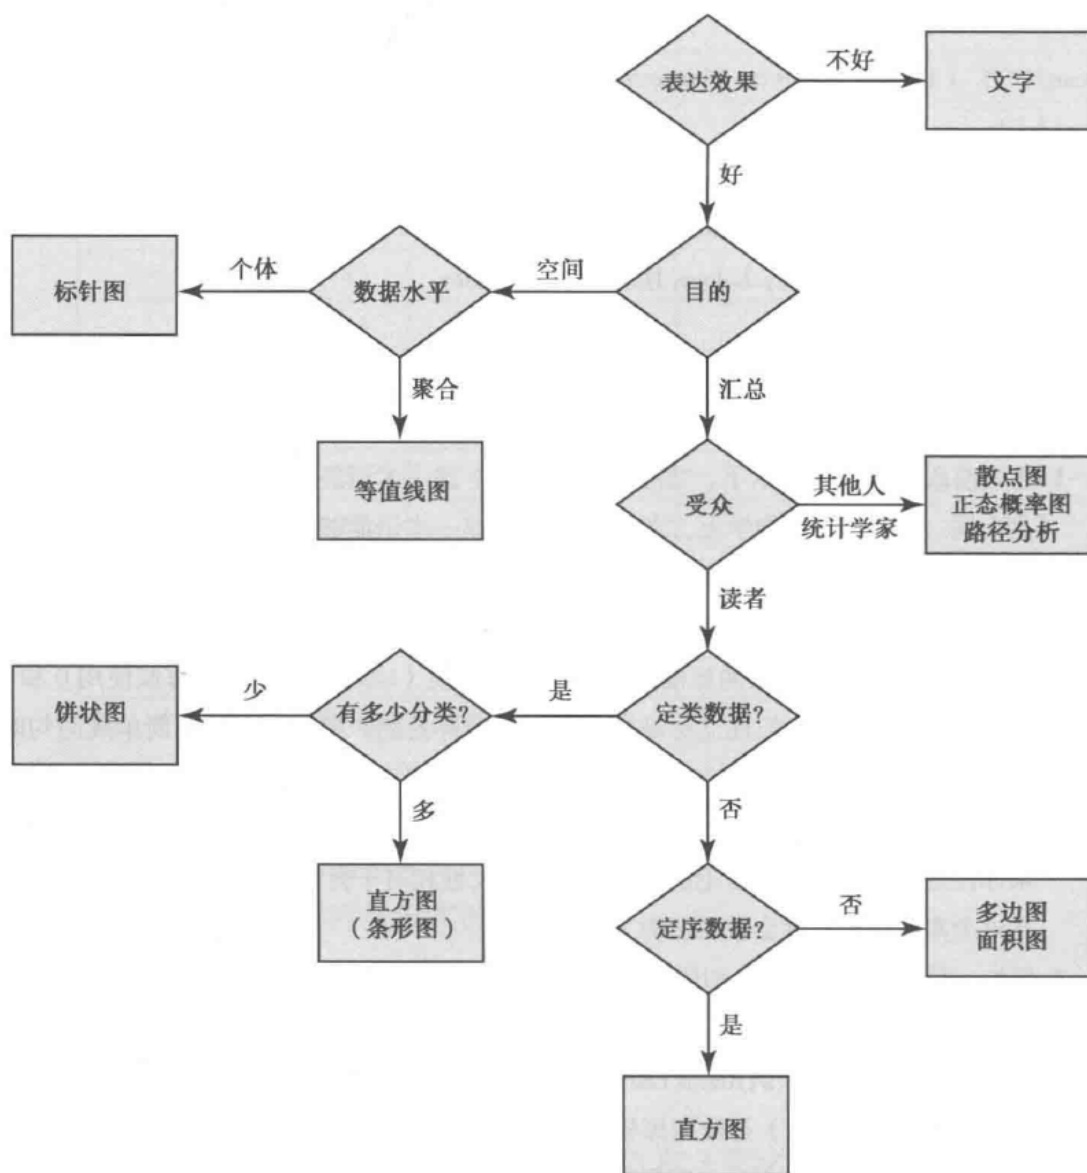 表达效果
不好
文字
好
标针图
个体
数据水平
空间
目的
聚合
汇总
等值线图
受众
其他人
统计学家
散点图
正态概率图
路径分析
读者
饼状图
少
有多少分类?
是
定类数据?
多
否
直方图
(条形图)
定序数据?
否
多边图
面积图
是
直方图